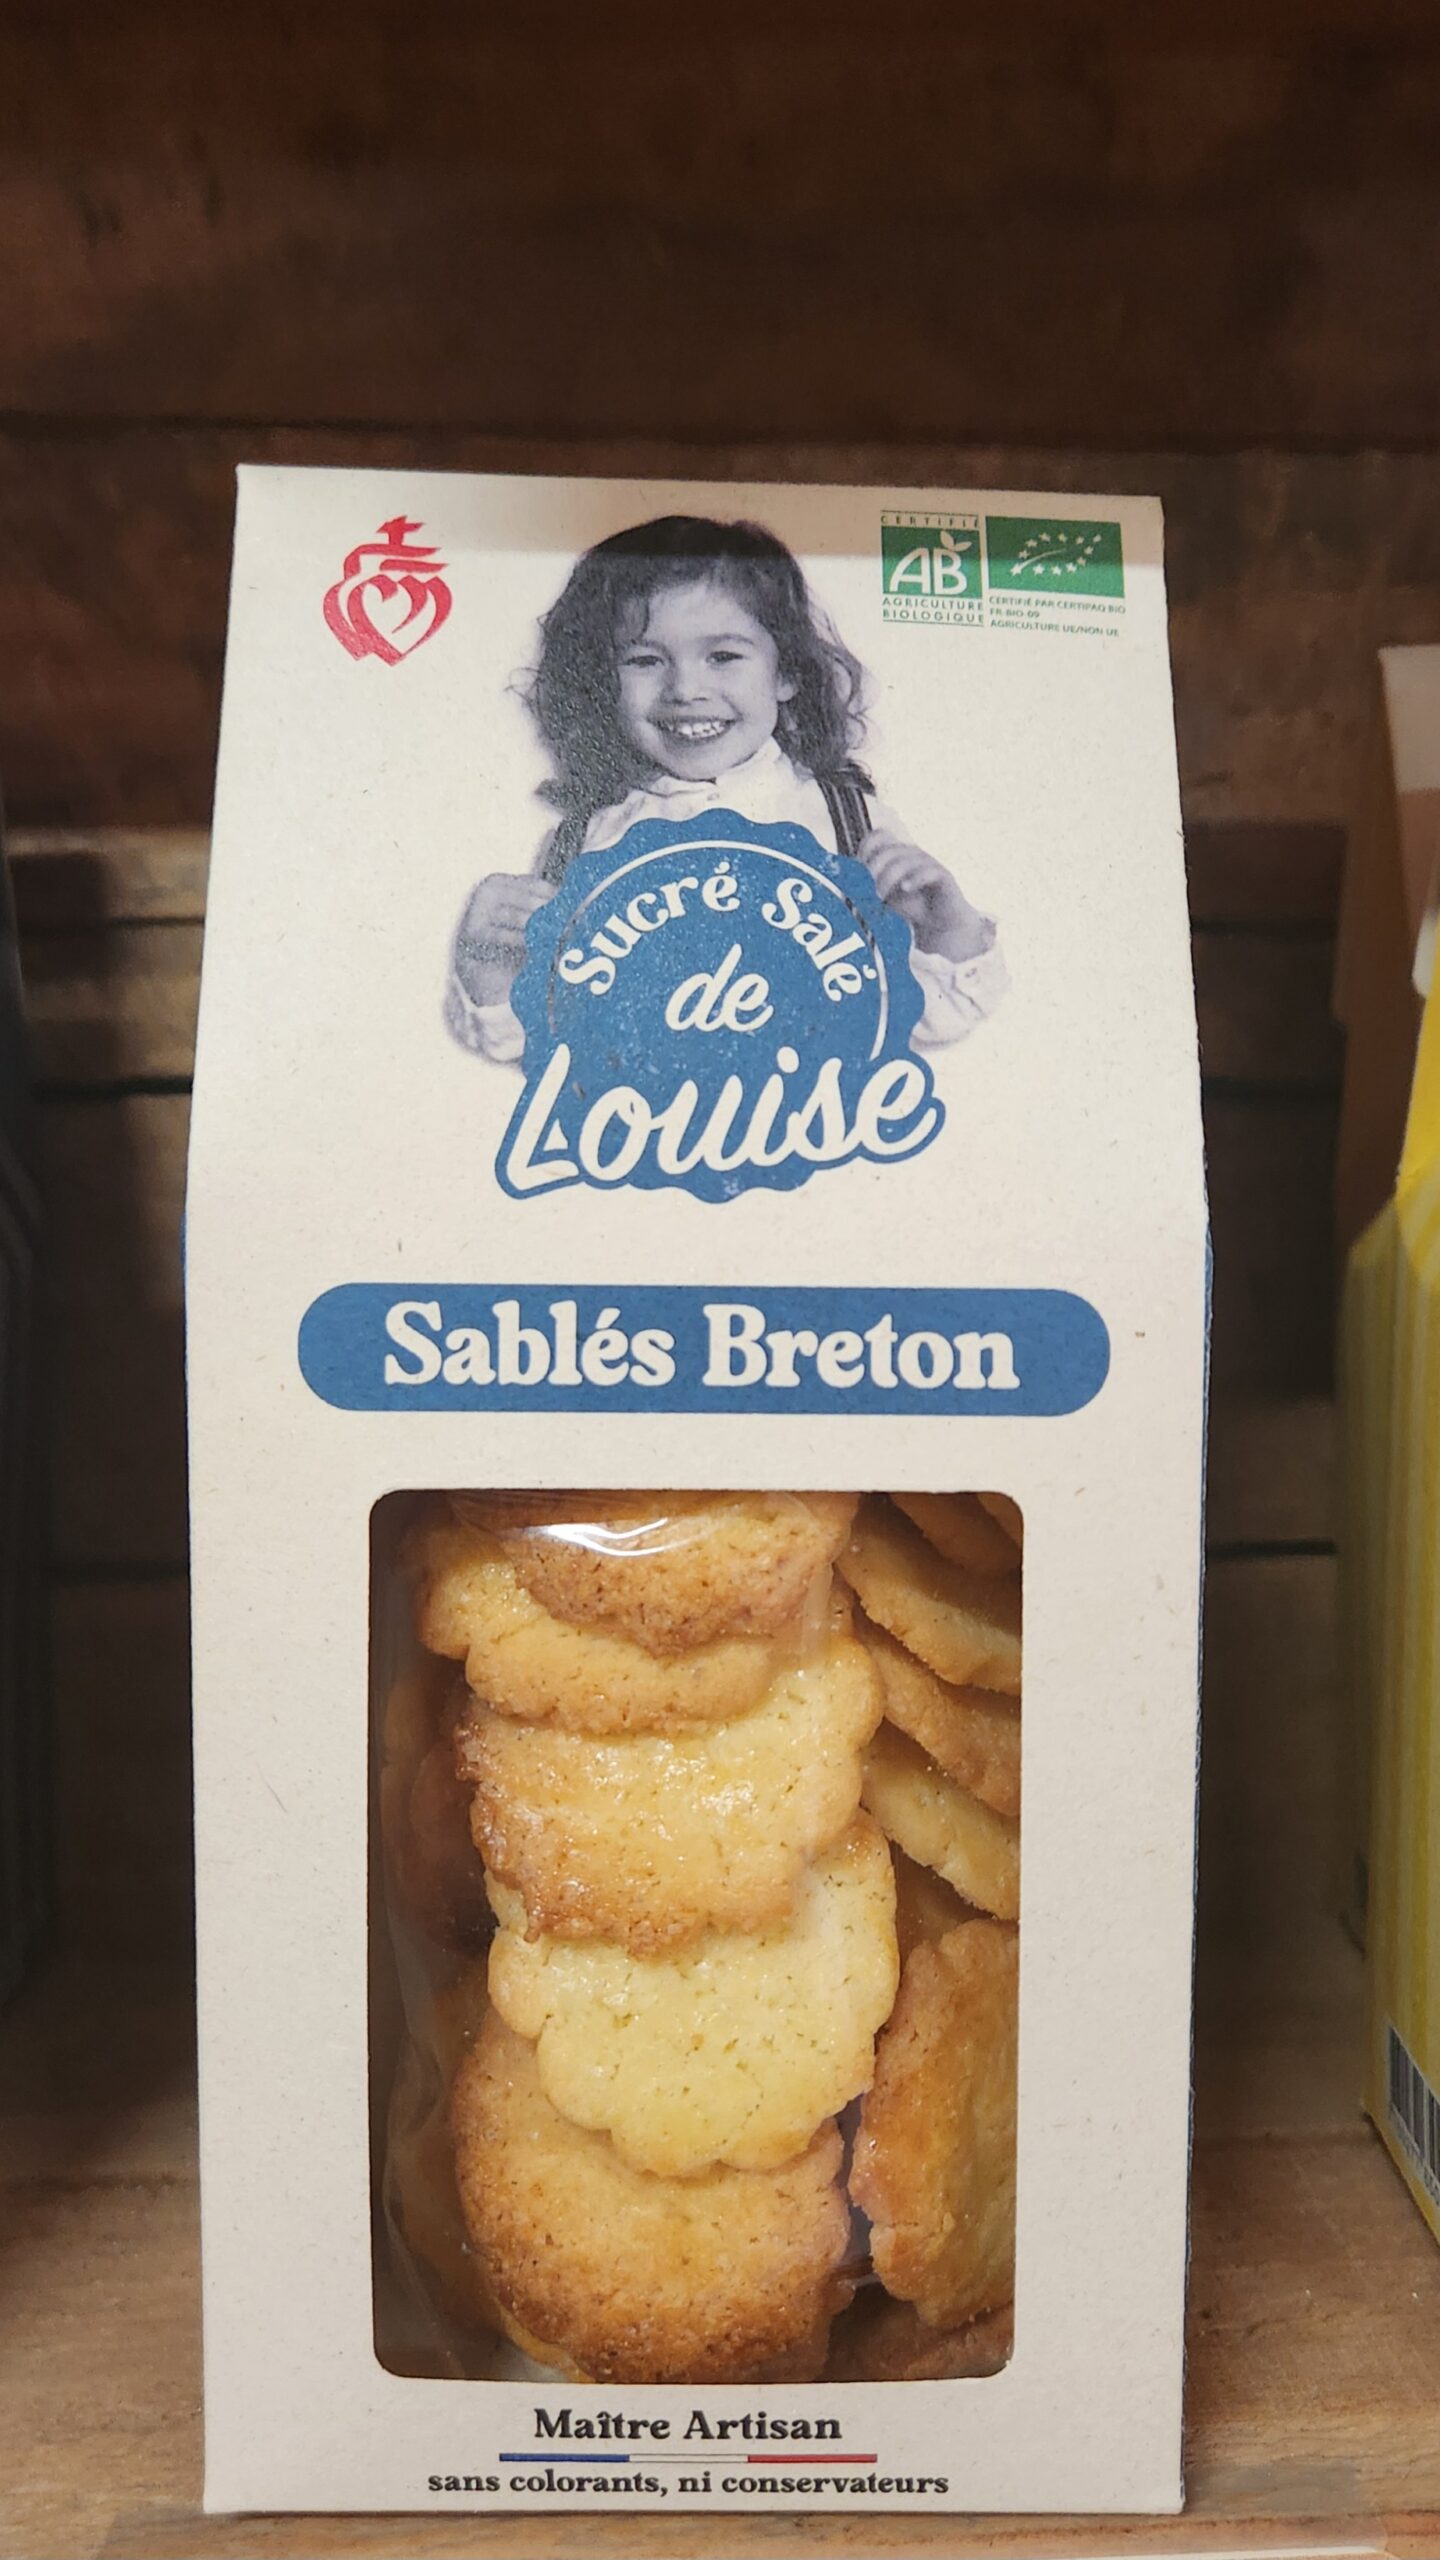 CERTIFIÉ
AB
AGRICULTURE
BIOLOGIQUE
CERTIFIÉ PAR CERTIPAQ BIO
FR-BIO-09
AGRICULTURE UE/NON UE
Sucré Salé
de
Louise
Sablés Breton
Maître Artisan
sans colorants, ni conservateurs